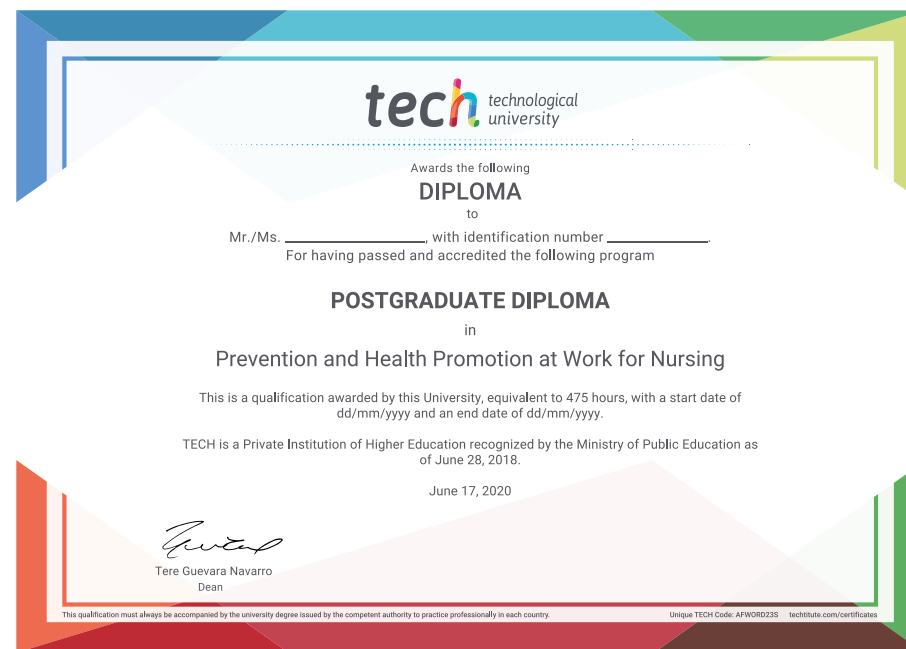 tech technological
university
Awards the following
DIPLOMA
to
Mr./Ms. ____________________, with identification number ______________.
For having passed and accredited the following program
POSTGRADUATE DIPLOMA
in
Prevention and Health Promotion at Work for Nursing
This is a qualification awarded by this University, equivalent to 475 hours, with a start date of
dd/mm/yyyy and an end date of dd/mm/yyyy.
TECH is a Private Institution of Higher Education recognized by the Ministry of Public Education as
of June 28, 2018.
June 17, 2020
Tere Guevara Navarro
Dean
This qualification must always be accompanied by the university degree issued by the competent authority to practice professionally in each country. Unique TECH Code: AFWORD23S techtitute.com/certificates